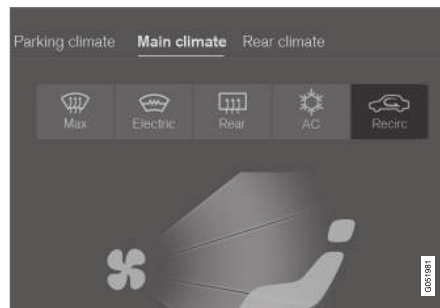 Parking climate Main climate Rear climate
Max Electric Rear AC Recirc
G051981